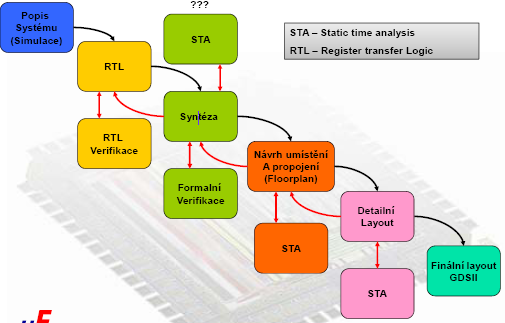 ???
Popis
Systému
(Simulace)
STA
STA – Static time analysis
RTL – Register transfer Logic
RTL
Syntéza
RTL
Verifikace
Návrh umístění
A propojení
(Floorplan)
Formalní
Verifikace
Detailní
Layout
STA
Finální layout
GDSII
STA
µE